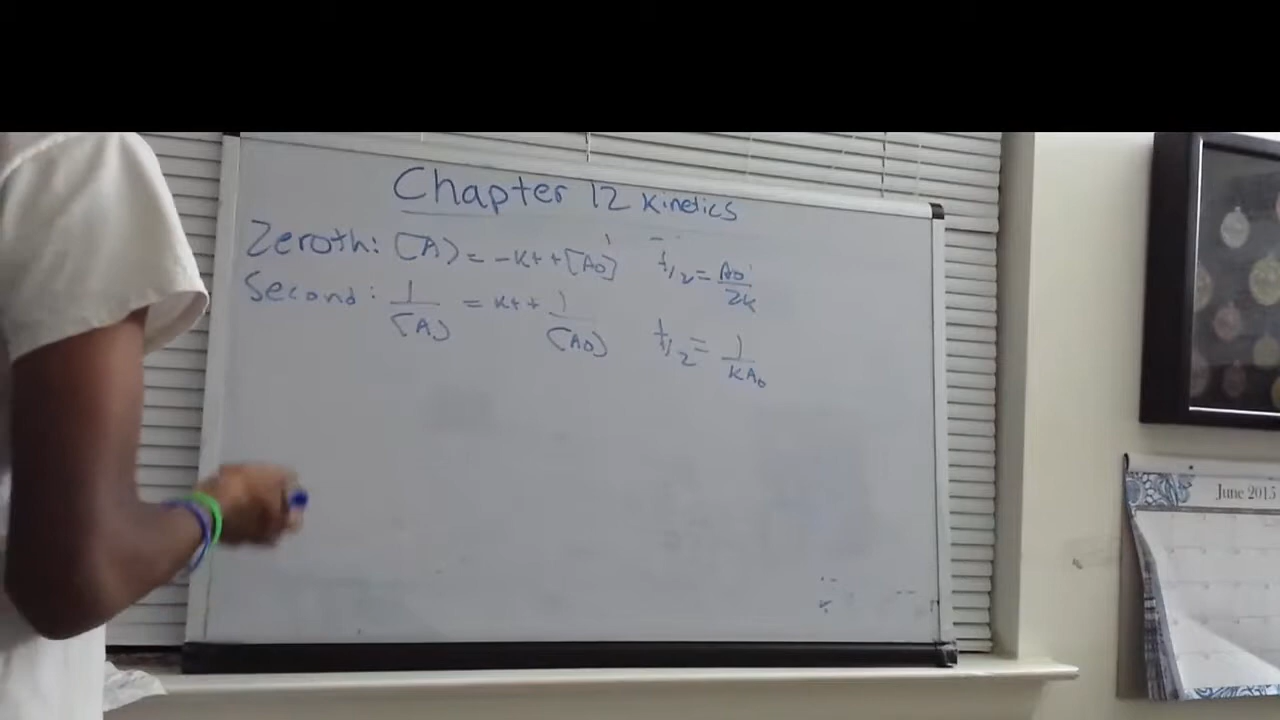 Chapter 12 Kinetics
Zeroth: [A] = -Kt + [A0] t1/2 = A0/2K
Second: 1/[A] = Kt + 1/[A0] t1/2 = 1/KA0
June 2015